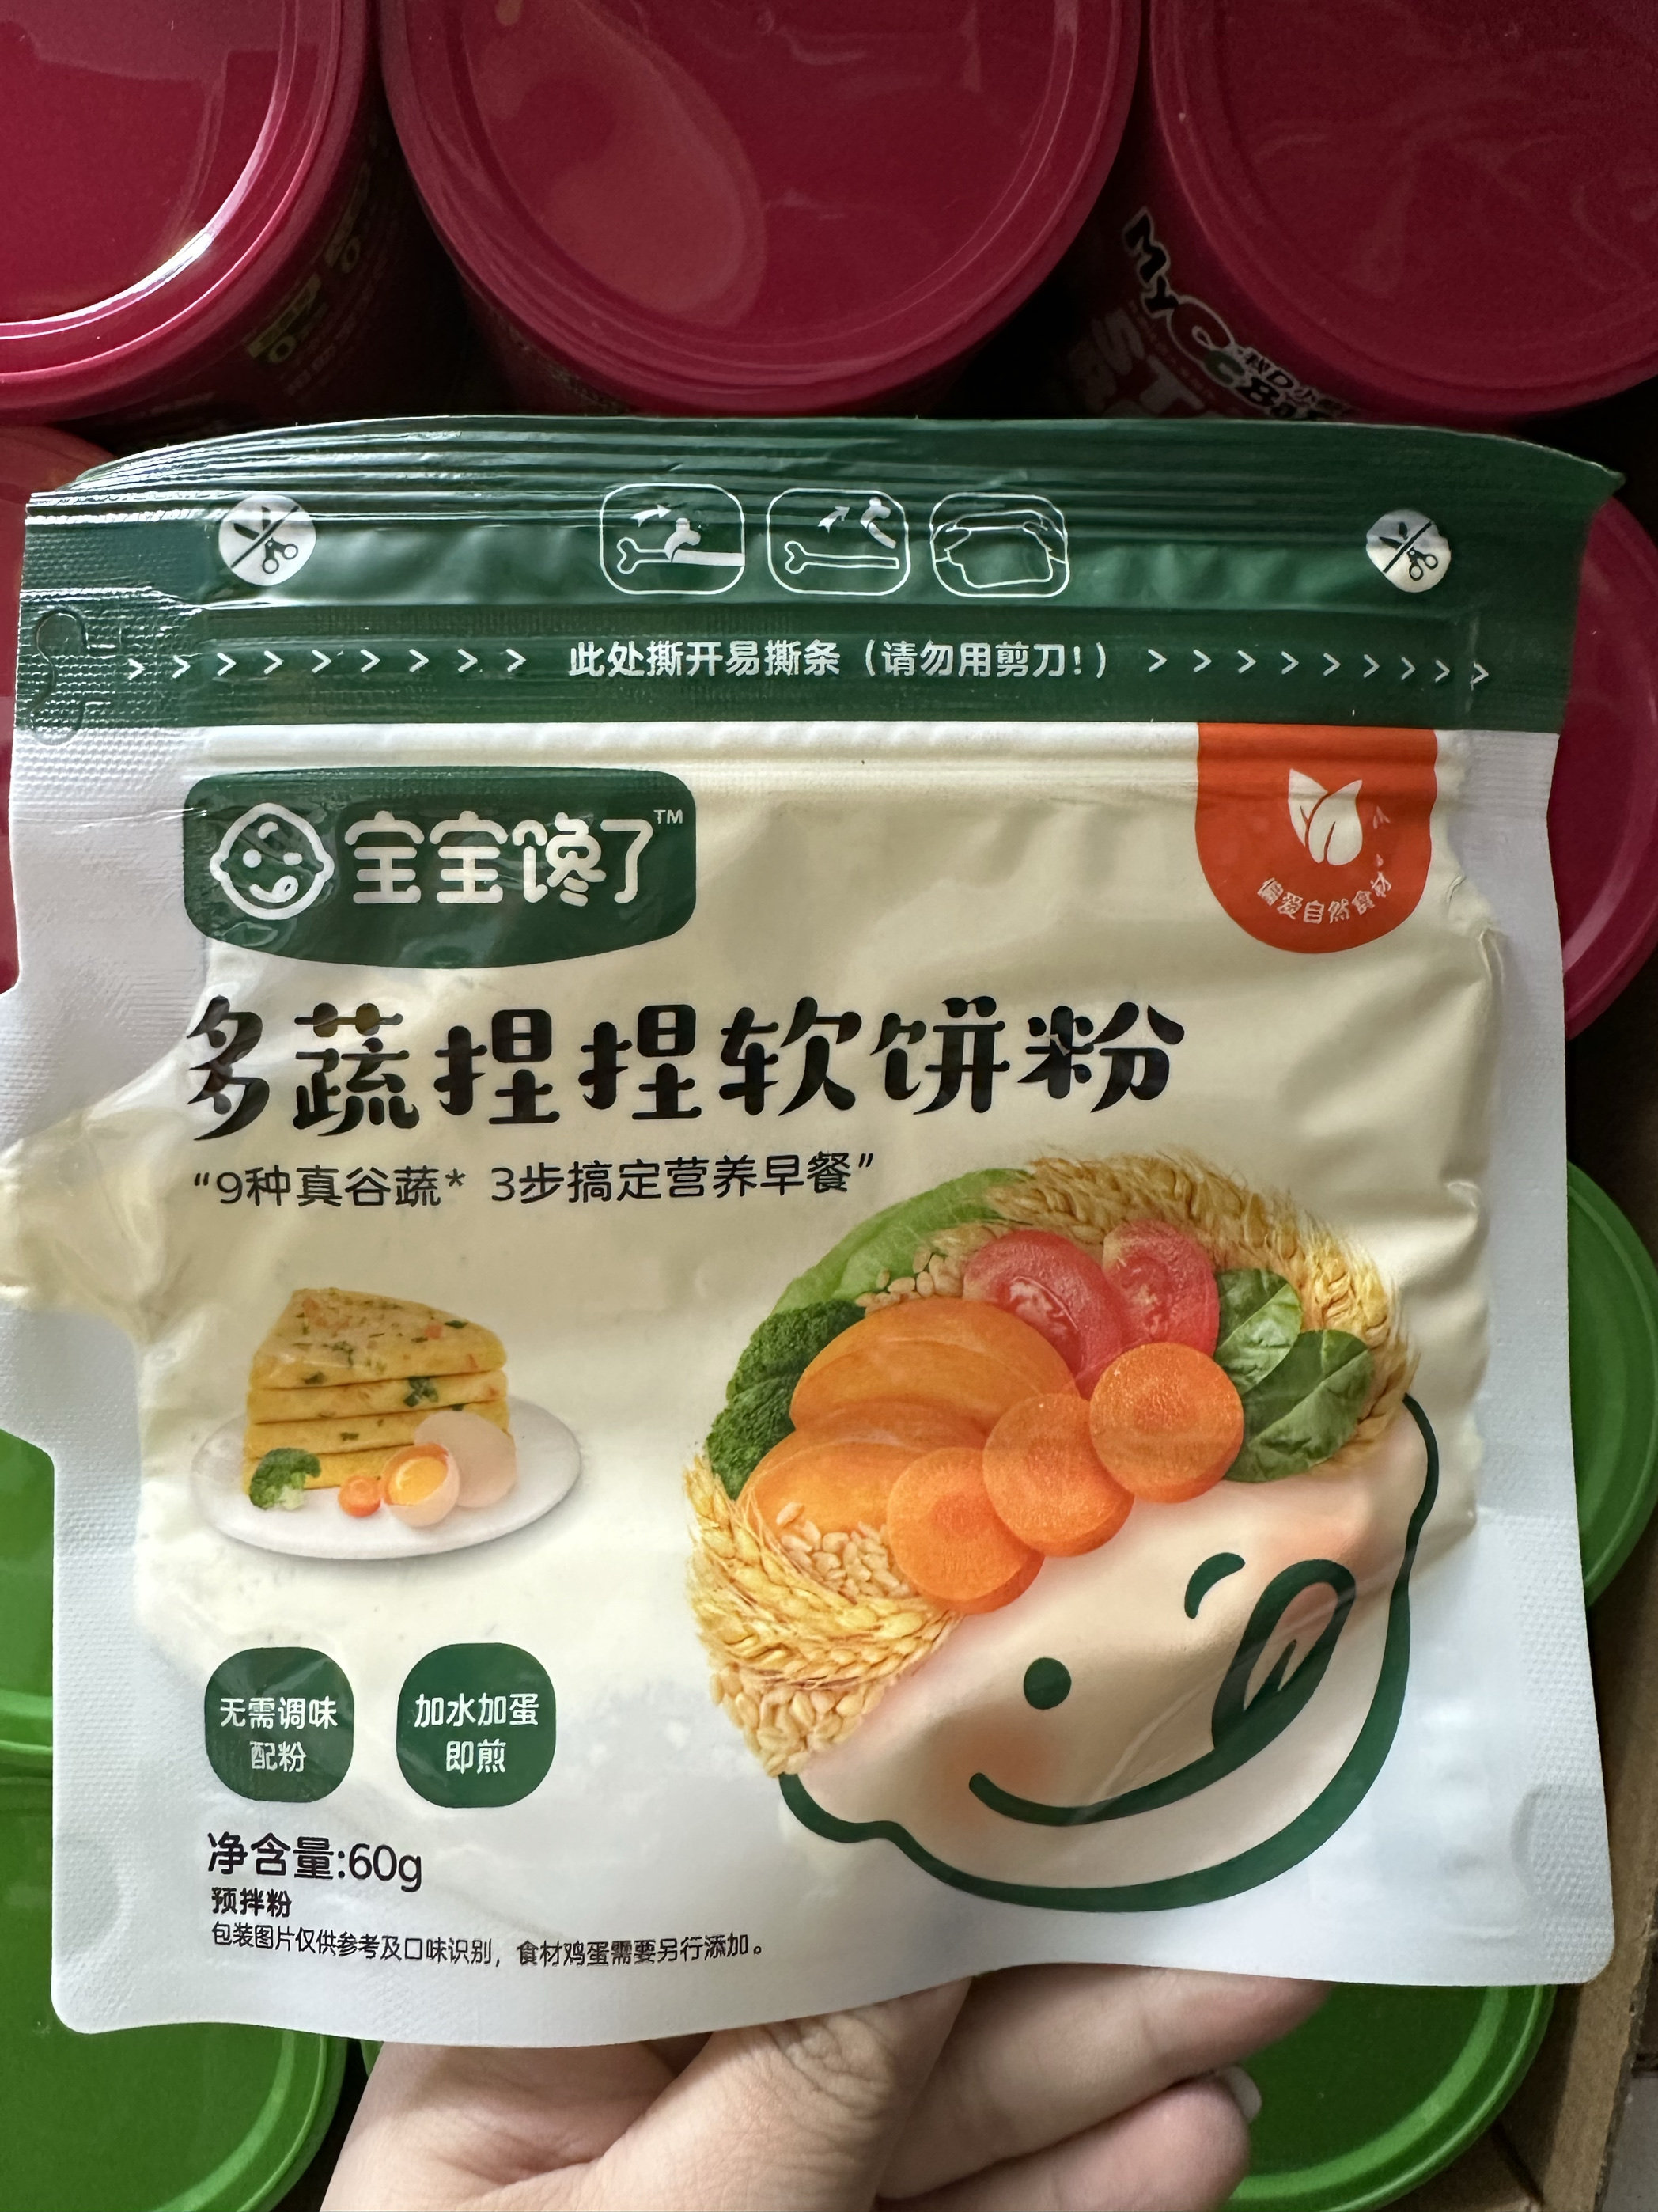 此处撕开易撕条（请勿用剪刀!）
宝宝馋了™
偏爱自然食材
多蔬捏捏软饼粉
“9种真谷蔬* 3步搞定营养早餐”
无需调味
配粉
加水加蛋
即煎
净含量:60g
预拌粉
包装图片仅供参考及口味识别，食材鸡蛋需要另行添加。